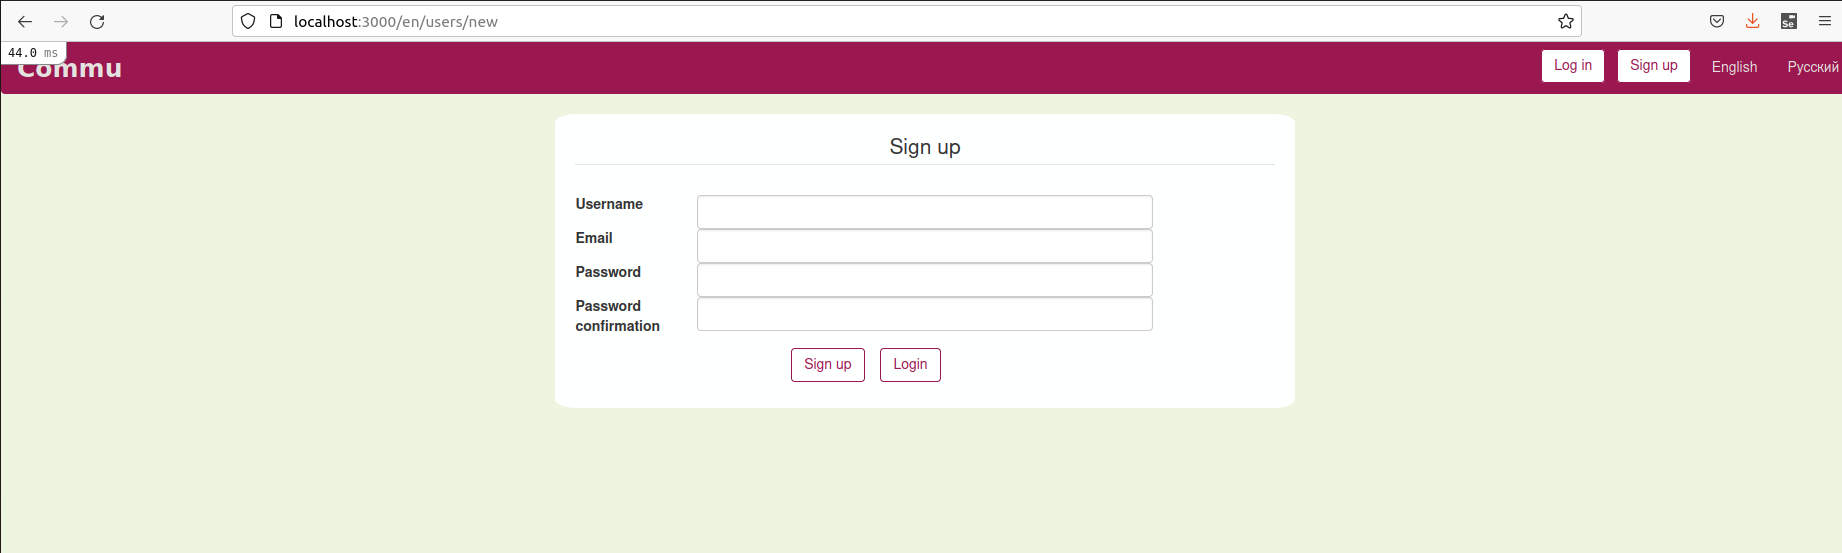 localhost:3000/en/users/new
Se
44.0 ms
Commu
Log in
Sign up
English
Русский
Sign up
Username
Email
Password
Password
confirmation
Sign up
Login